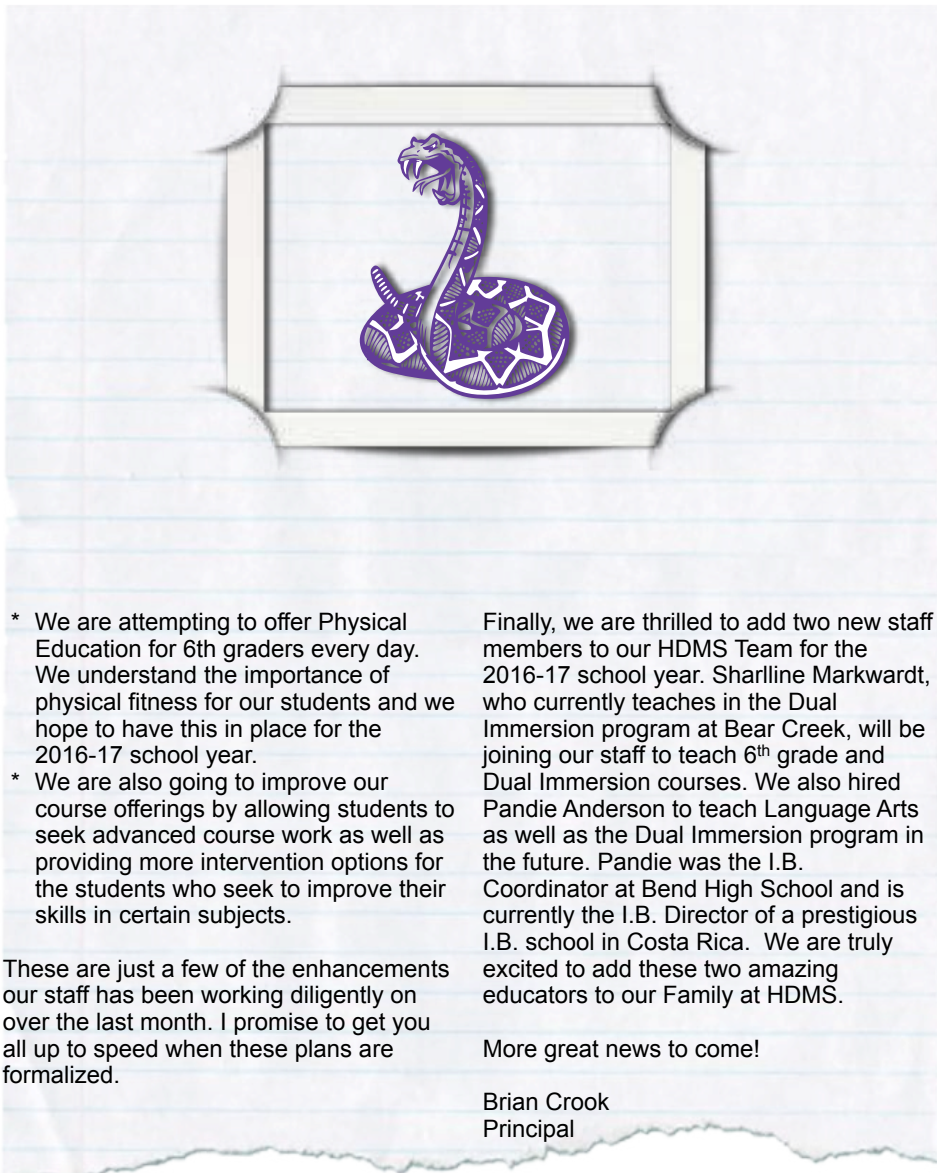 * We are attempting to offer Physical
Education for 6th graders every day.
We understand the importance of
physical fitness for our students and we
hope to have this in place for the
2016-17 school year.
* We are also going to improve our
course offerings by allowing students to
seek advanced course work as well as
providing more intervention options for
the students who seek to improve their
skills in certain subjects.
These are just a few of the enhancements
our staff has been working diligently on
over the last month. I promise to get you
all up to speed when these plans are
formalized.
Finally, we are thrilled to add two new staff
members to our HDMS Team for the
2016-17 school year. Sharlline Markwardt,
who currently teaches in the Dual
Immersion program at Bear Creek, will be
joining our staff to teach 6th grade and
Dual Immersion courses. We also hired
Pandie Anderson to teach Language Arts
as well as the Dual Immersion program in
the future. Pandie was the I.B.
Coordinator at Bend High School and is
currently the I.B. Director of a prestigious
I.B. school in Costa Rica.  We are truly
excited to add these two amazing
educators to our Family at HDMS.
More great news to come!
Brian Crook
Principal